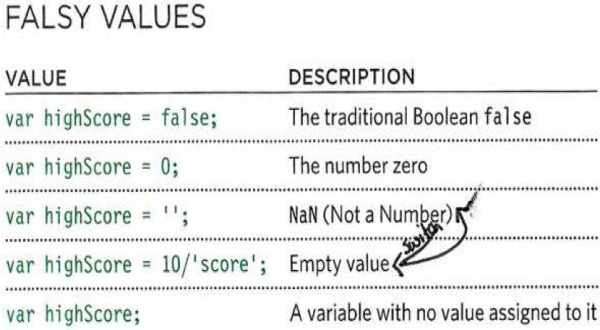 FALSY VALUES
VALUE DESCRIPTION
var highScore = false; The traditional Boolean false
var highScore = 0; The number zero
var highScore = ''; NaN (Not a Number)
switch
var highScore = 10/'score'; Empty value
var highScore; A variable with no value assigned to it